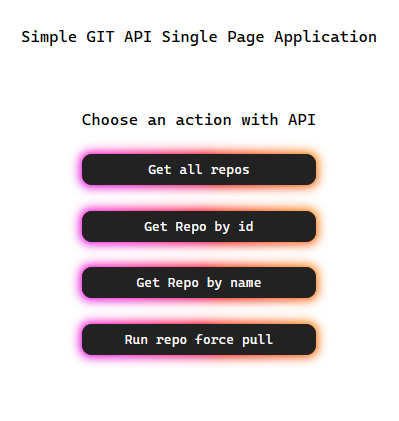 Simple GIT API Single Page Application
Choose an action with API
Get all repos
Get Repo by id
Get Repo by name
Run repo force pull